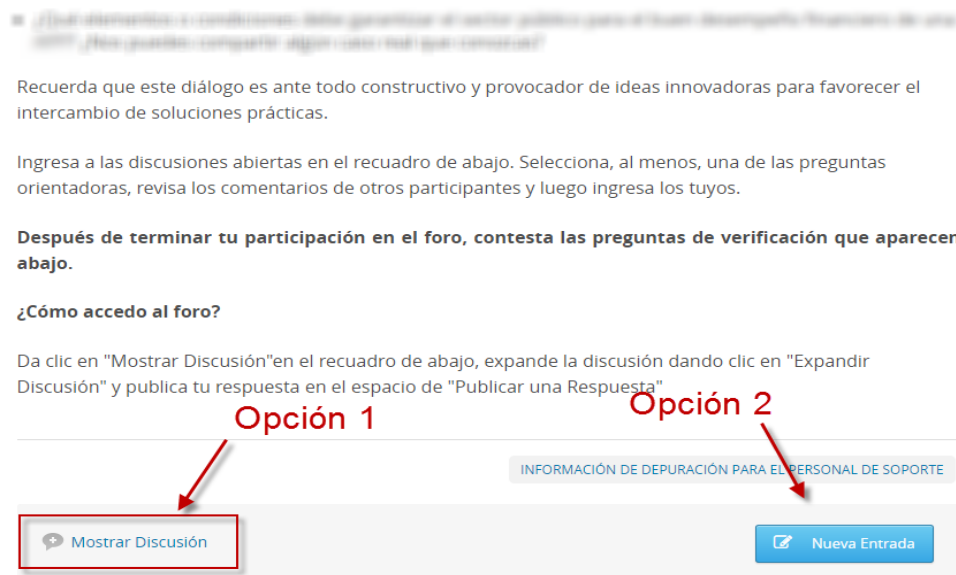 Recuerda que este diálogo es ante todo constructivo y provocador de ideas innovadoras para favorecer el
intercambio de soluciones prácticas.
Ingresa a las discusiones abiertas en el recuadro de abajo. Selecciona, al menos, una de las preguntas
orientadoras, revisa los comentarios de otros participantes y luego ingresa los tuyos.
Después de terminar tu participación en el foro, contesta las preguntas de verificación que aparecen
abajo.
¿Cómo accedo al foro?
Da clic en "Mostrar Discusión"en el recuadro de abajo, expande la discusión dando clic en "Expandir
Discusión" y publica tu respuesta en el espacio de "Publicar una Respuesta"
Opción 1
Opción 2
INFORMACIÓN DE DEPURACIÓN PARA EL PERSONAL DE SOPORTE
Mostrar Discusión
Nueva Entrada